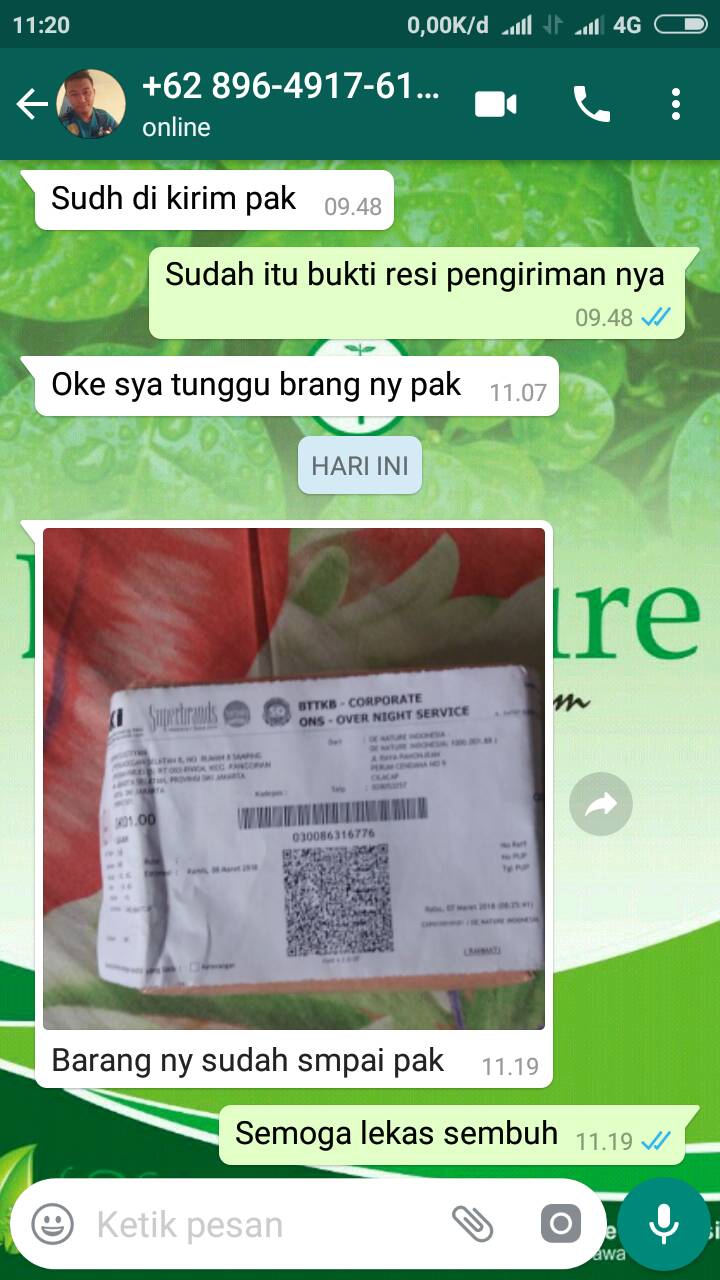 11:20
0,00K/d
4G
+62 896-4917-61...
online
Sudh di kirim pak
09.48
Sudah itu bukti resi pengiriman nya
09.48
Oke sya tunggu brang ny pak
11.07
HARI INI
ure
m
Superbrands
BTTKB - CORPORATE
ONS - OVER NIGHT SERVICE
DE NATURE INDONESIA
CILACAP
030086316776
Barang ny sudah smpai pak
11.19
Semoga lekas sembuh
11.19
Ketik pesan